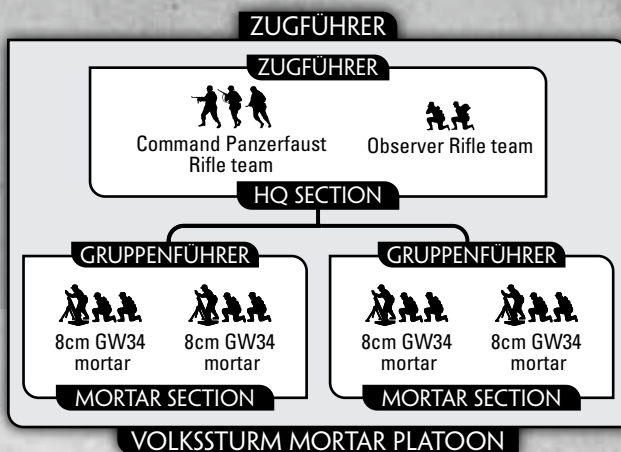 ZUGFÜHRER
ZUGFÜHRER
Command Panzerfaust
Rifle team
Observer Rifle team
HQ SECTION
GRUPPENFÜHRER
8cm GW34
mortar
8cm GW34
mortar
MORTAR SECTION
GRUPPENFÜHRER
8cm GW34
mortar
8cm GW34
mortar
MORTAR SECTION
VOLKSSTURM MORTAR PLATOON